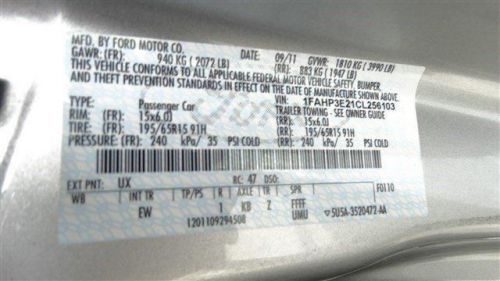 MFD. BY FORD MOTOR CO.
DATE: 09/11 GVWR: 1810 KG ( 3990 LB)
GAWR: (FR): 940 KG ( 2072 LB) (RR): 883 KG ( 1947 LB)
THIS VEHICLE CONFORMS TO ALL APPLICABLE FEDERAL MOTOR VEHICLE SAFETY, BUMPER,
AND THEFT PREVENTION STANDARDS IN EFFECT ON THE DATE OF MANUFACTURE SHOWN ABOVE.
VIN: 1FAHP3E21CL256103
TYPE: Passenger Car TRAILER TOWING - SEE OWNER GUIDE
RIM: (FR): 15x6.0J (RR): 15x6.0J
TIRE: (FR): 195/65R15 91H (RR): 195/65R15 91H
PRESSURE: (FR): 240 kPa/ 35 PSI COLD (RR): 240 kPa/ 35 PSI COLD
EXT PNT: UX RC: 47 DSO: F0110
WB INT TR TP/PS R AXLE TR SPR
EW 1 KB Z FFFF
UMU
1201109294508 5U5A-3520472-AA